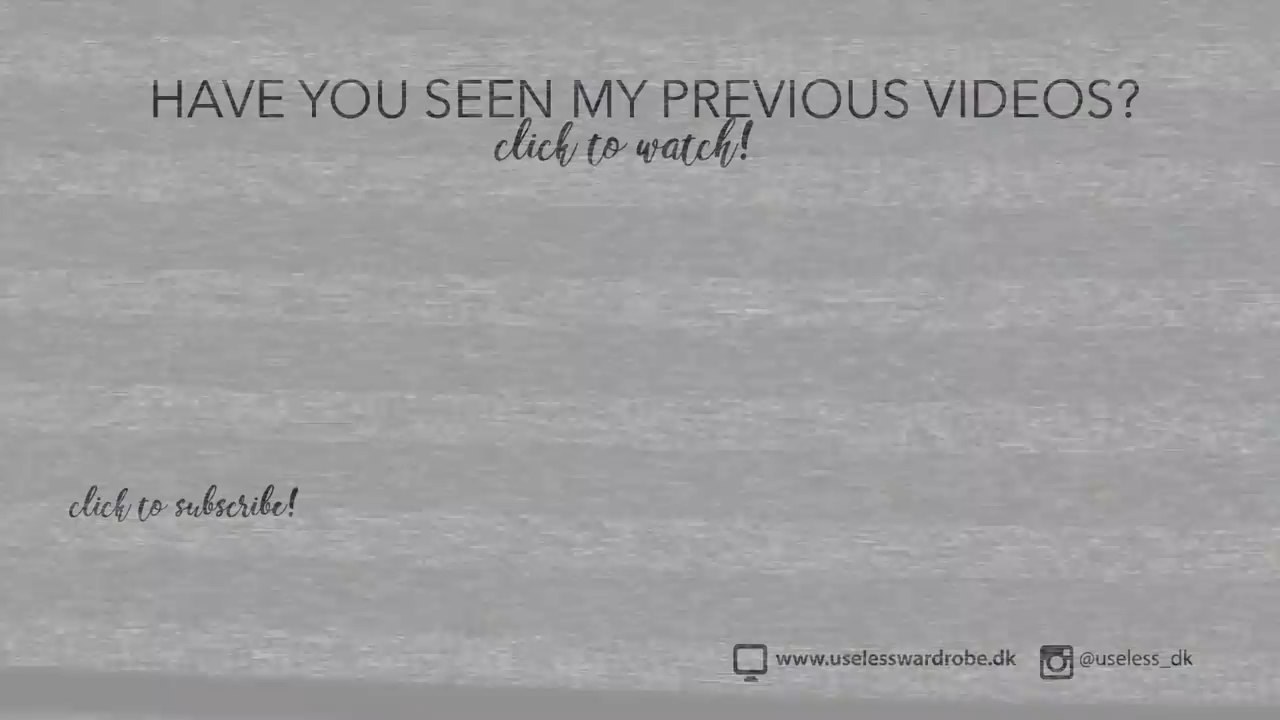 HAVE YOU SEEN MY PREVIOUS VIDEOS?
click to watch!
click to subscribe!
www.uselesswardrobe.dk @useless_dk